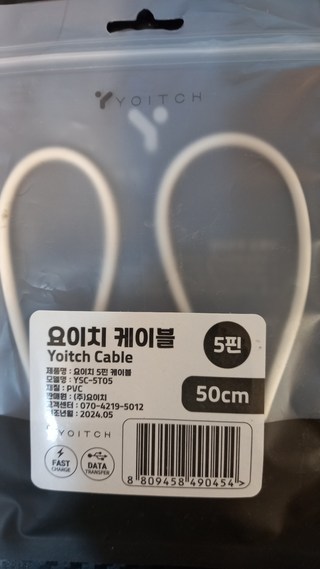 YOITCH
요이치 케이블
Yoitch Cable
5핀
제품명 : 요이치 5핀 케이블
모델명 : YSC-5T05
재질 : PVC
판매원 : (주)요이치
고객센터 : 070-4219-5012
제조년월 : 2024.05
50cm
YOITCH
FAST
CHARGE
DATA
TRANSFER
8 809458 490454 >